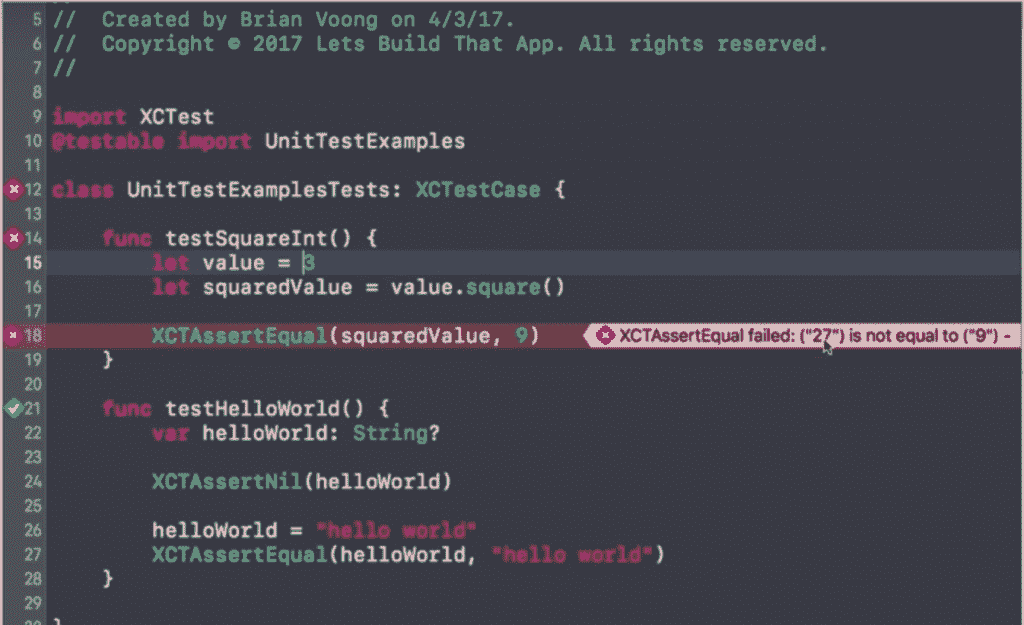 5 // Created by Brian Voong on 4/3/17.
6 // Copyright © 2017 Lets Build That App. All rights reserved.
7 //
8
9 import XCTest
10 @testable import UnitTestExamples
11
12 class UnitTestExamplesTests: XCTestCase {
13
14 func testSquareInt() {
15 let value = 3
16 let squaredValue = value.square()
17
18 XCTAssertEqual(squaredValue, 9) XCTAssertEqual failed: ("27") is not equal to ("9") -
19 }
20
21 func testHelloWorld() {
22 var helloWorld: String?
23
24 XCTAssertNil(helloWorld)
25
26 helloWorld = "hello world"
27 XCTAssertEqual(helloWorld, "hello world")
28 }
29